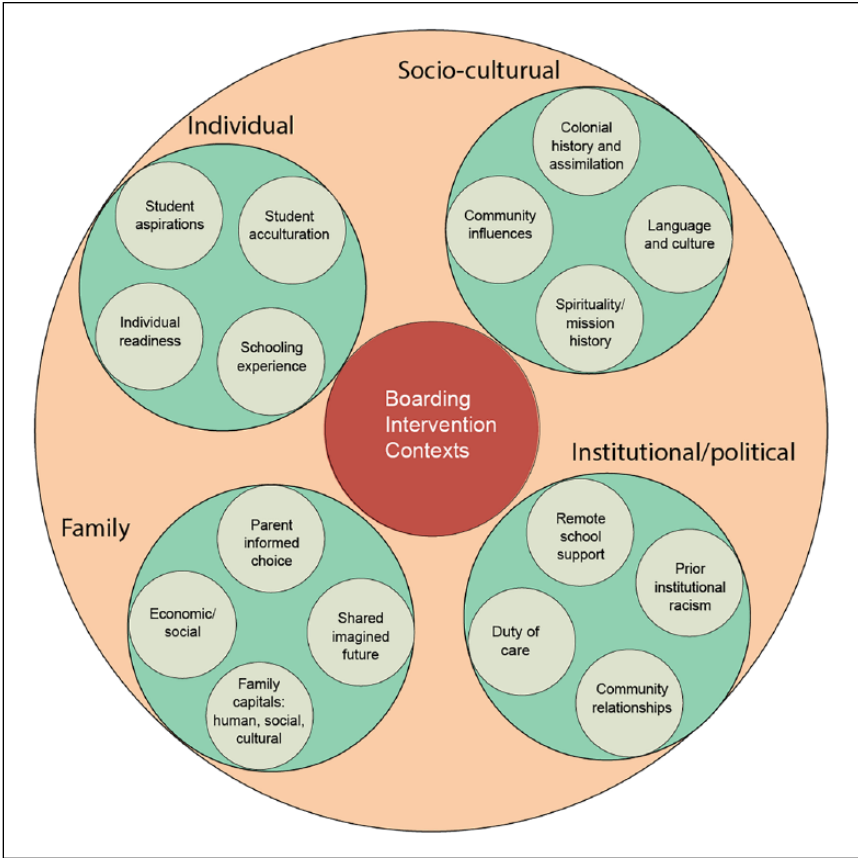 Socio-culturual
Individual
Student
aspirations
Student
acculturation
Individual
readiness
Schooling
experience
Colonial
history and
assimilation
Community
influences
Language
and culture
Spirituality/
mission
history
Boarding
Intervention
Contexts
Family
Parent
informed
choice
Economic/
social
Shared
imagined
future
Family
capitals:
human, social,
cultural
Institutional/political
Remote
school
support
Prior
institutional
racism
Duty of
care
Community
relationships